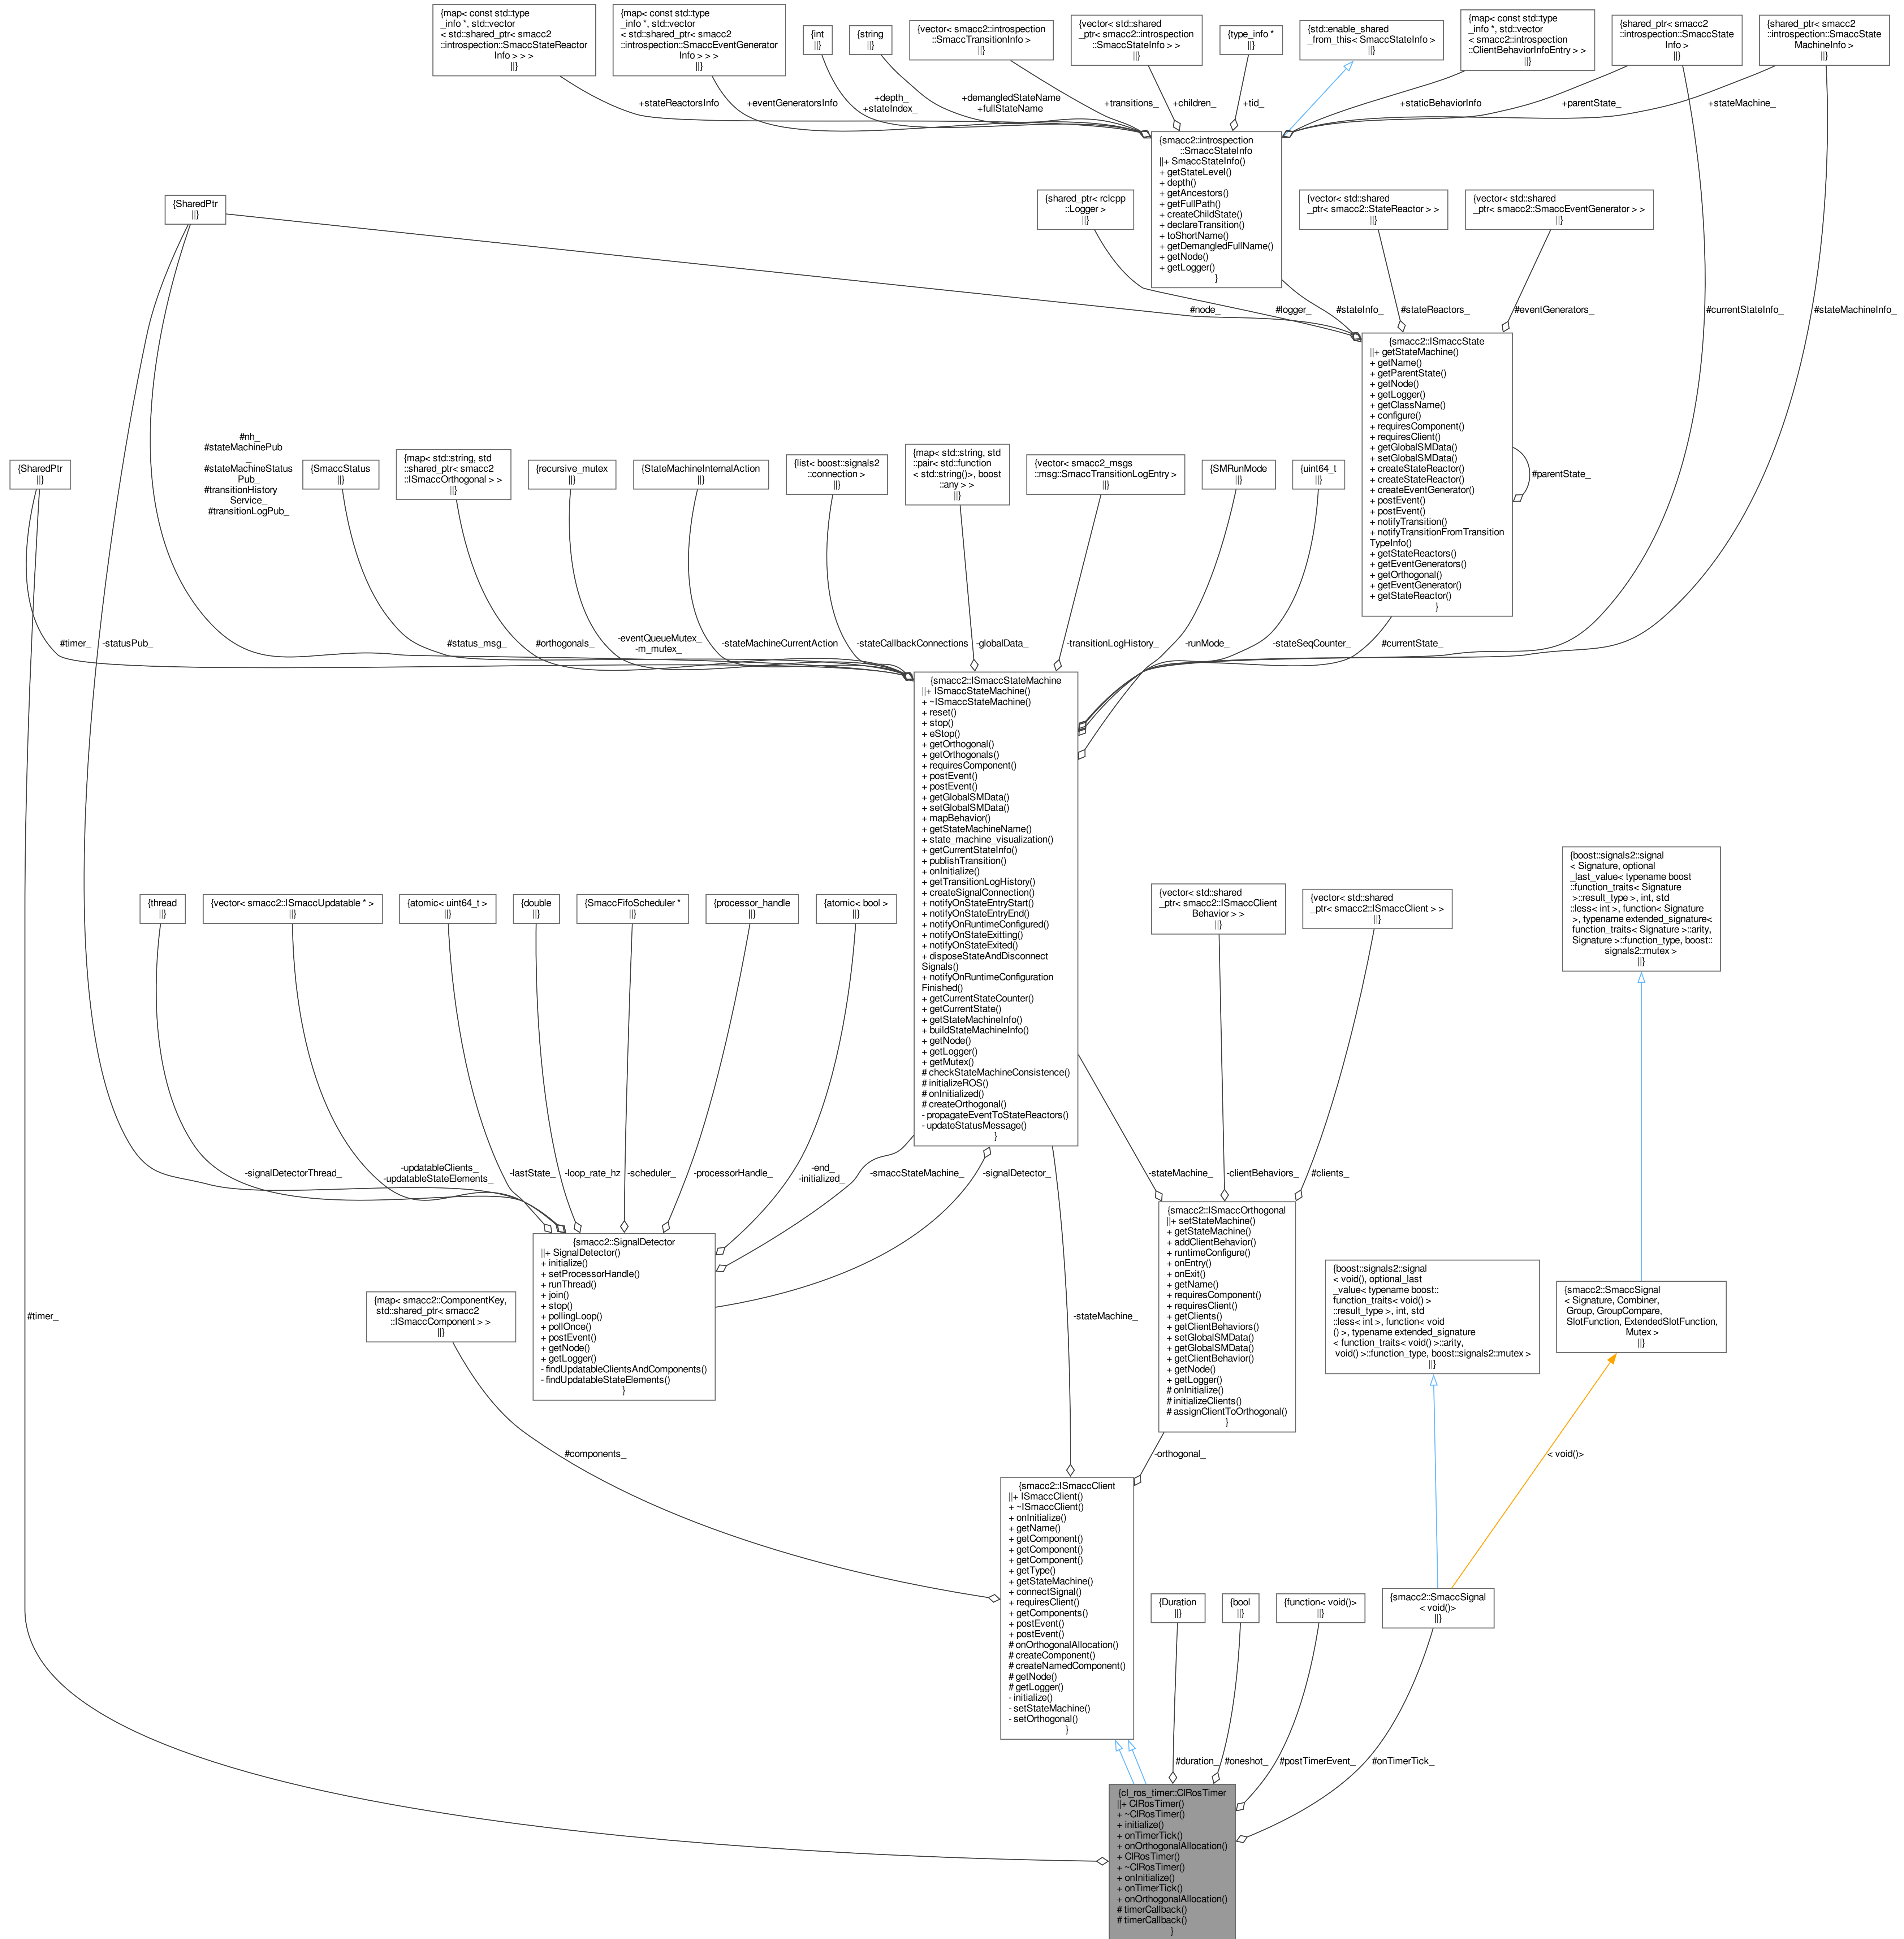 {map< const std::type
_info *, std::vector
< std::shared_ptr< smacc2
::introspection::SmaccStateReactor
Info > > >
||}
{map< const std::type
_info *, std::vector
< std::shared_ptr< smacc2
::introspection::SmaccEventGenerator
Info > > >
||}
{int
||}
{string
||}
{vector< smacc2::introspection
::SmaccTransitionInfo >
||}
{vector< std::shared
_ptr< smacc2::introspection
::SmaccStateInfo > >
||}
{type_info *
||}
{std::enable_shared
_from_this< SmaccStateInfo >
||}
{map< const std::type
_info *, std::vector
< smacc2::introspection
::ClientBehaviorInfoEntry > >
||}
{shared_ptr< smacc2
::introspection::SmaccState
Info >
||}
{shared_ptr< smacc2
::introspection::SmaccState
MachineInfo >
||}
+stateReactorsInfo
+eventGeneratorsInfo
+depth_
+stateIndex_
+demangledStateName
+fullStateName
+transitions_
+children_
+tid_
+staticBehaviorInfo
+parentState_
+stateMachine_
{smacc2::introspection
::SmaccStateInfo
||+ SmaccStateInfo()
+ getStateLevel()
+ depth()
+ getAncestors()
+ getFullPath()
+ createChildState()
+ declareTransition()
+ toShortName()
+ getDemangledFullName()
+ getNode()
+ getLogger()
}
{SharedPtr
||}
{shared_ptr< rclcpp
::Logger >
||}
{vector< std::shared
_ptr< smacc2::StateReactor > >
||}
{vector< std::shared
_ptr< smacc2::SmaccEventGenerator > >
||}
#node_
#logger_
#stateInfo_
#stateReactors_
#eventGenerators_
#currentStateInfo_
#stateMachineInfo_
{smacc2::ISmaccState
||+ getStateMachine()
+ getName()
+ getParentState()
+ getNode()
+ getLogger()
+ getClassName()
+ configure()
+ requiresComponent()
+ requiresClient()
+ getGlobalSMData()
+ setGlobalSMData()
+ createStateReactor()
+ createStateReactor()
+ createEventGenerator()
+ postEvent()
+ postEvent()
+ notifyTransition()
+ notifyTransitionFromTransition
TypeInfo()
+ getStateReactors()
+ getEventGenerators()
+ getOrthogonal()
+ getEventGenerator()
+ getStateReactor()
}
#parentState_
{SharedPtr
||}
#nh_
#stateMachinePub
_
#stateMachineStatus
Pub_
#transitionHistory
Service_
#transitionLogPub_
{SmaccStatus
||}
{map< std::string, std
::shared_ptr< smacc2
::ISmaccOrthogonal > >
||}
{recursive_mutex
||}
{StateMachineInternalAction
||}
{list< boost::signals2
::connection >
||}
{map< std::string, std
::pair< std::function
< std::string()>, boost
::any > >
||}
{vector< smacc2_msgs
::msg::SmaccTransitionLogEntry >
||}
{SMRunMode
||}
{uint64_t
||}
#timer_
-statusPub_
#status_msg_
#orthogonals_
-eventQueueMutex_
-m_mutex_
-stateMachineCurrentAction
-stateCallbackConnections
-globalData_
-transitionLogHistory_
-runMode_
-stateSeqCounter_
#currentState_
{smacc2::ISmaccStateMachine
||+ ISmaccStateMachine()
+ ~ISmaccStateMachine()
+ reset()
+ stop()
+ eStop()
+ getOrthogonal()
+ getOrthogonals()
+ requiresComponent()
+ postEvent()
+ postEvent()
+ getGlobalSMData()
+ setGlobalSMData()
+ mapBehavior()
+ getStateMachineName()
+ state_machine_visualization()
+ getCurrentStateInfo()
+ publishTransition()
+ onInitialize()
+ getTransitionLogHistory()
+ createSignalConnection()
+ notifyOnStateEntryStart()
+ notifyOnStateEntryEnd()
+ notifyOnRuntimeConfigured()
+ notifyOnStateExitting()
+ notifyOnStateExited()
+ disposeStateAndDisconnect
Signals()
+ notifyOnRuntimeConfiguration
Finished()
+ getCurrentStateCounter()
+ getCurrentState()
+ getStateMachineInfo()
+ buildStateMachineInfo()
+ getNode()
+ getLogger()
+ getMutex()
# checkStateMachineConsistence()
# initializeROS()
# onInitialized()
# createOrthogonal()
- propagateEventToStateReactors()
- updateStatusMessage()
}
{thread
||}
{vector< smacc2::ISmaccUpdatable * >
||}
{atomic< uint64_t >
||}
{double
||}
{SmaccFifoScheduler *
||}
{processor_handle
||}
{atomic< bool >
||}
{vector< std::shared
_ptr< smacc2::ISmaccClient
Behavior > >
||}
{vector< std::shared
_ptr< smacc2::ISmaccClient > >
||}
{boost::signals2::signal
< Signature, optional
_last_value< typename boost
::function_traits< Signature
>::result_type >, int, std
::less< int >, function< Signature
>, typename extended_signature<
function_traits< Signature >::arity,
Signature >::function_type, boost::
signals2::mutex >
||}
-signalDetectorThread_
-updatableClients_
-updatableStateElements_
-lastState_
-loop_rate_hz
-scheduler_
-processorHandle_
-end_
-initialized_
-smaccStateMachine_
-signalDetector_
-stateMachine_
-clientBehaviors_
#clients_
{smacc2::SignalDetector
||+ SignalDetector()
+ initialize()
+ setProcessorHandle()
+ runThread()
+ join()
+ stop()
+ pollingLoop()
+ pollOnce()
+ postEvent()
+ getNode()
+ getLogger()
- findUpdatableClientsAndComponents()
- findUpdatableStateElements()
}
{smacc2::ISmaccOrthogonal
||+ setStateMachine()
+ getStateMachine()
+ addClientBehavior()
+ runtimeConfigure()
+ onEntry()
+ onExit()
+ getName()
+ requiresComponent()
+ requiresClient()
+ getClients()
+ getClientBehaviors()
+ setGlobalSMData()
+ getGlobalSMData()
+ getClientBehavior()
+ getNode()
+ getLogger()
# onInitialize()
# initializeClients()
# assignClientToOrthogonal()
}
{map< smacc2::ComponentKey,
std::shared_ptr< smacc2
::ISmaccComponent > >
||}
{boost::signals2::signal
< void(), optional_last
_value< typename boost::
function_traits< void() >
::result_type >, int, std
::less< int >, function< void
() >, typename extended_signature
< function_traits< void() >::arity,
void() >::function_type, boost::signals2::mutex >
||}
{smacc2::SmaccSignal
< Signature, Combiner,
Group, GroupCompare,
SlotFunction, ExtendedSlotFunction,
Mutex >
||}
#timer_
-stateMachine_
#components_
-orthogonal_
< void()>
{smacc2::ISmaccClient
||+ ISmaccClient()
+ ~ISmaccClient()
+ onInitialize()
+ getName()
+ getComponent()
+ getComponent()
+ getComponent()
+ getType()
+ getStateMachine()
+ connectSignal()
+ requiresClient()
+ getComponents()
+ postEvent()
+ postEvent()
# onOrthogonalAllocation()
# createComponent()
# createNamedComponent()
# getNode()
# getLogger()
- initialize()
- setStateMachine()
- setOrthogonal()
}
{Duration
||}
{bool
||}
{function< void()>
||}
{smacc2::SmaccSignal
< void()>
||}
#duration_
#oneshot_
#postTimerEvent_
#onTimerTick_
{cl_ros_timer::ClRosTimer
||+ ClRosTimer()
+ ~ClRosTimer()
+ initialize()
+ onTimerTick()
+ onOrthogonalAllocation()
+ ClRosTimer()
+ ~ClRosTimer()
+ onInitialize()
+ onTimerTick()
+ onOrthogonalAllocation()
# timerCallback()
# timerCallback()
}